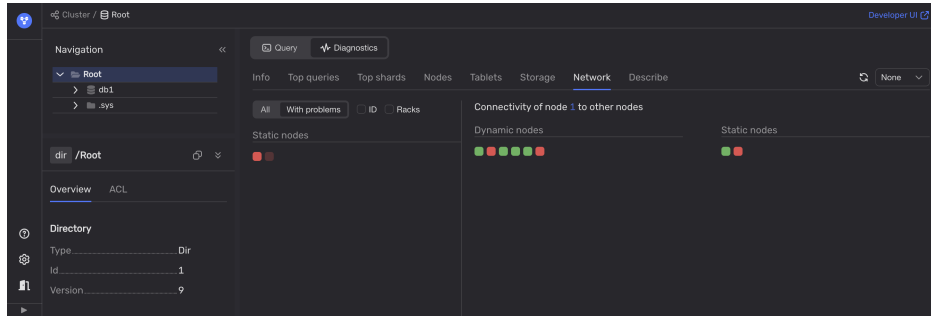 Cluster / Root
Developer UI
Navigation
Root
db1
.sys
dir /Root
Overview ACL
Directory
Type Dir
Id 1
Version 9
Query Diagnostics
Info Top queries Top shards Nodes Tablets Storage Network Describe
None
All With problems ID Racks
Static nodes
Connectivity of node 1 to other nodes
Dynamic nodes
Static nodes